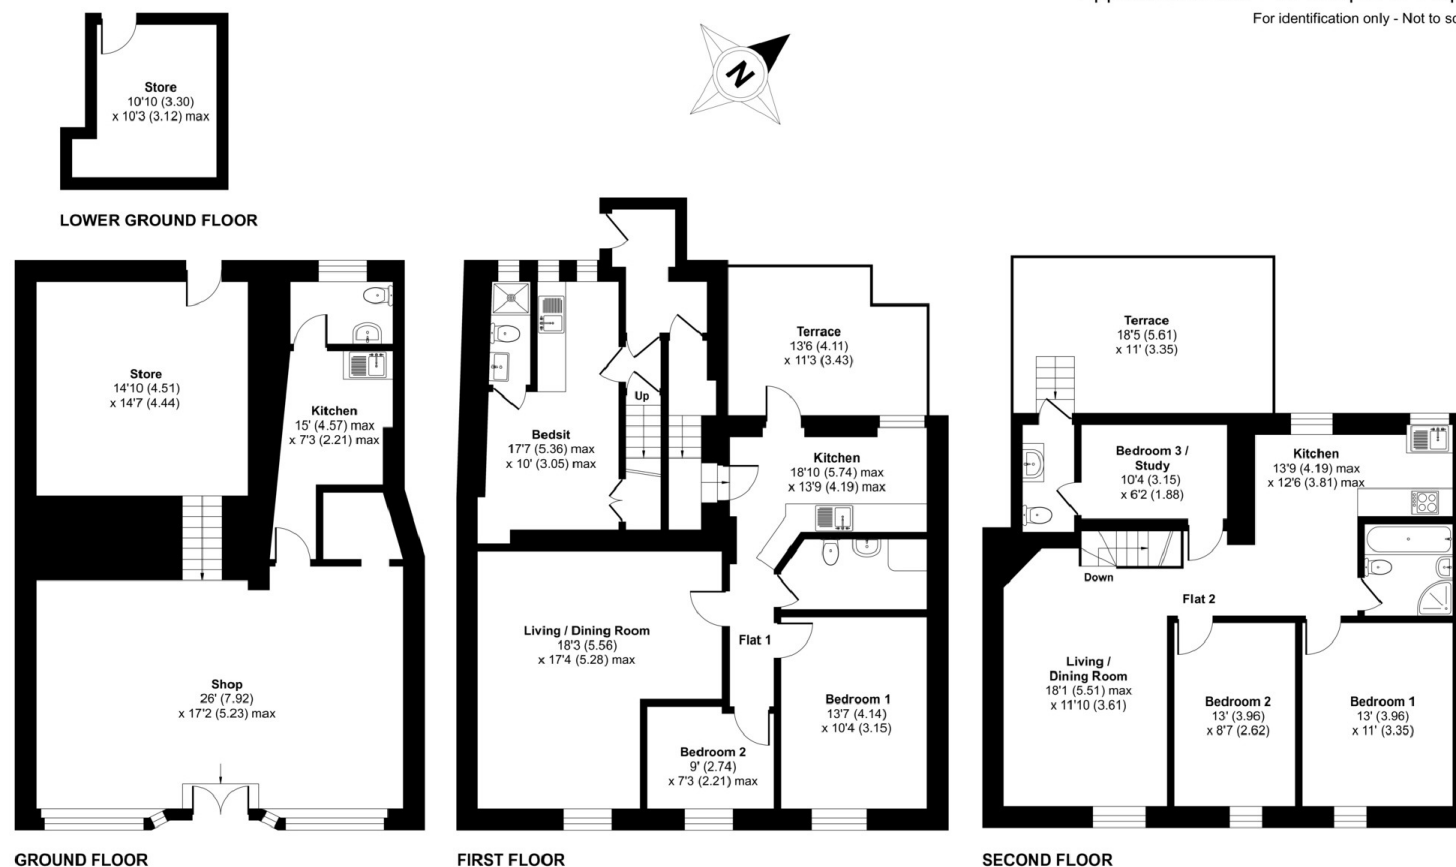 For identification only - Not to
N
Store
10'10 (3.30)
x 10'3 (3.12) max
LOWER GROUND FLOOR
Store
14'10 (4.51)
x 14'7 (4.44)
Kitchen
15' (4.57) max
x 7'3 (2.21) max
Shop
26' (7.92)
x 17'2 (5.23) max
GROUND FLOOR
Terrace
13'6 (4.11)
x 11'3 (3.43)
Up
Bedsit
17'7 (5.36) max
x 10' (3.05) max
Kitchen
18'10 (5.74) max
x 13'9 (4.19) max
Living / Dining Room
18'3 (5.56)
x 17'4 (5.28) max
Flat 1
Bedroom 1
13'7 (4.14)
x 10'4 (3.15)
Bedroom 2
9' (2.74)
x 7'3 (2.21) max
FIRST FLOOR
Terrace
18'5 (5.61)
x 11' (3.35)
Bedroom 3 /
Study
10'4 (3.15)
x 6'2 (1.88)
Kitchen
13'9 (4.19) max
x 12'6 (3.81) max
Down
Flat 2
Living /
Dining Room
18'1 (5.51) max
x 11'10 (3.61)
Bedroom 2
13' (3.96)
x 8'7 (2.62)
Bedroom 1
13' (3.96)
x 11' (3.35)
SECOND FLOOR